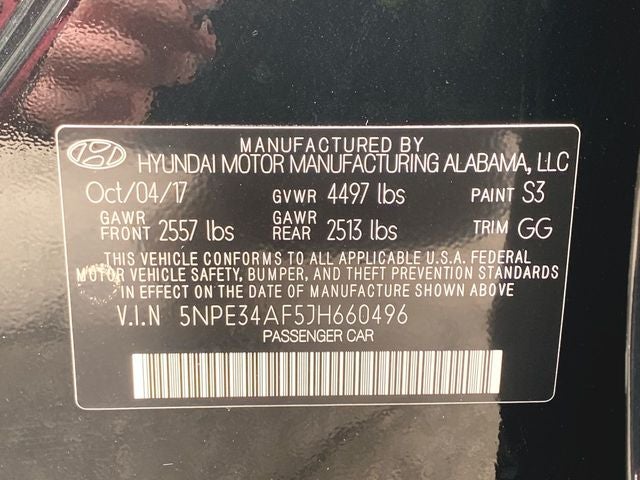 MANUFACTURED BY
HYUNDAI MOTOR MANUFACTURING ALABAMA, LLC
Oct/04/17 GVWR 4497 lbs PAINT S3
GAWR FRONT 2557 lbs GAWR REAR 2513 lbs TRIM GG
THIS VEHICLE CONFORMS TO ALL APPLICABLE U.S.A. FEDERAL
MOTOR VEHICLE SAFETY, BUMPER, AND THEFT PREVENTION STANDARDS
IN EFFECT ON THE DATE OF MANUFACTURE SHOWN ABOVE
V.I.N 5NPE34AF5JH660496
PASSENGER CAR